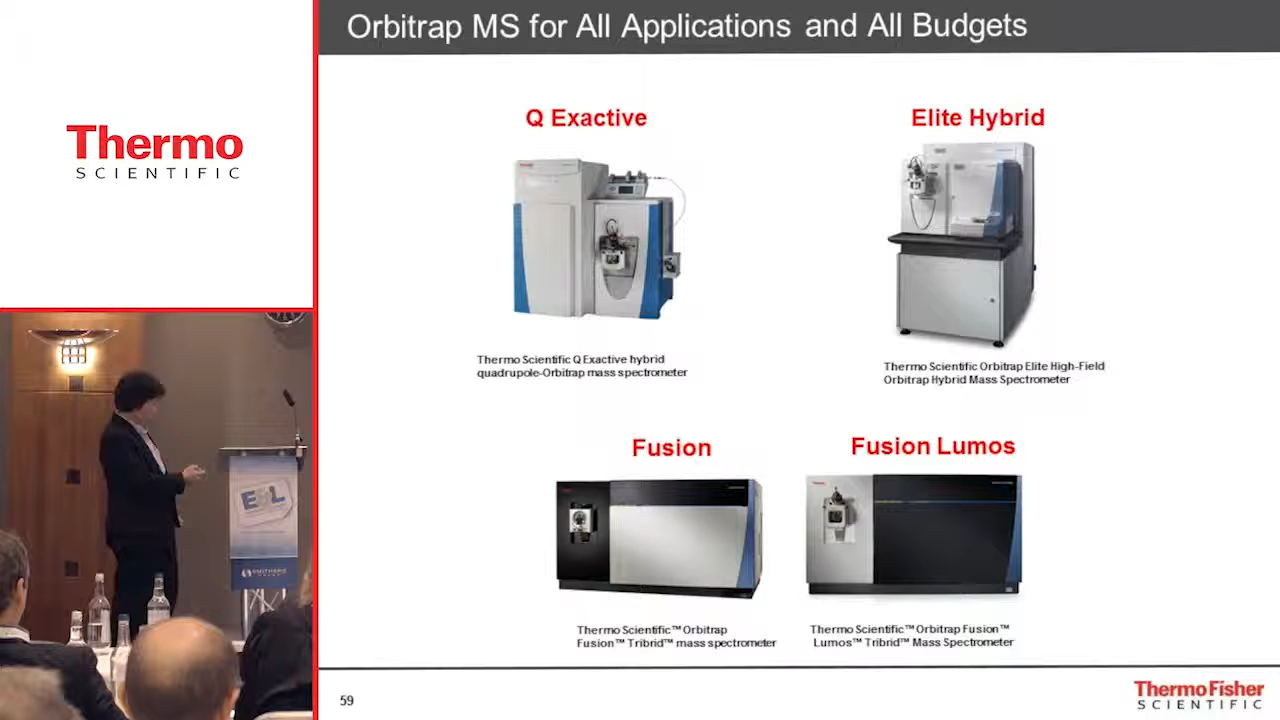 Orbitrap MS for All Applications and All Budgets
Thermo
SCIENTIFIC
Q Exactive
Elite Hybrid
Thermo Scientific Q Exactive hybrid
quadrupole-Orbitrap mass spectrometer
Thermo Scientific Orbitrap Elite High-Field
Orbitrap Hybrid Mass Spectrometer
Fusion
Fusion Lumos
Thermo Scientific™ Orbitrap
Fusion™ Tribrid™ mass spectrometer
Thermo Scientific™ Orbitrap Fusion™
Lumos™ Tribrid™ Mass Spectrometer
E&L
SMITHERS
59
ThermoFisher
SCIENTIFIC